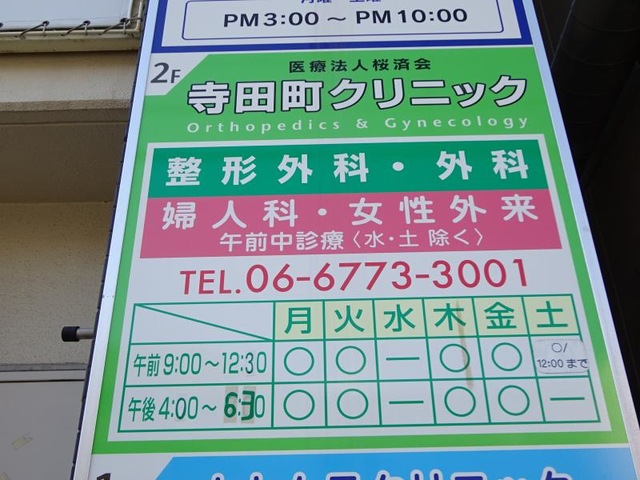 PM3:00～PM10:00
2F
医療法人桜済会
寺田町クリニック
Orthopedics & Gynecology
整形外科・外科
婦人科・女性外来
午前中診療〈水・土 除く〉
TEL.06-6773-3001
月 火 水 木 金 土
午前9:00～12:30 ○ ○ — ○ ○ ○/12:00まで
午後4:00～6:30 ○ ○ — ○ ○ —